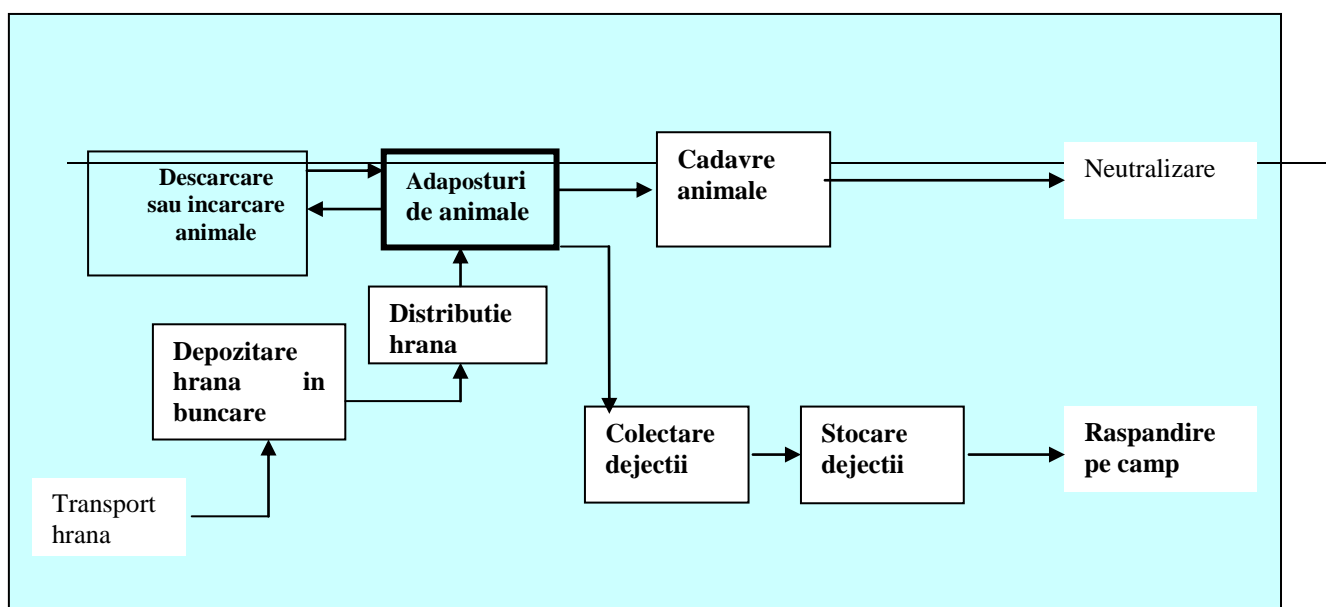 Descarcare
sau incarcare
animale
Adaposturi
de animale
Cadavre
animale
Neutralizare
Distributie
hrana
Depozitare
hrana in
buncare
Transport
hrana
Colectare
dejectii
Stocare
dejectii
Raspandire
pe camp